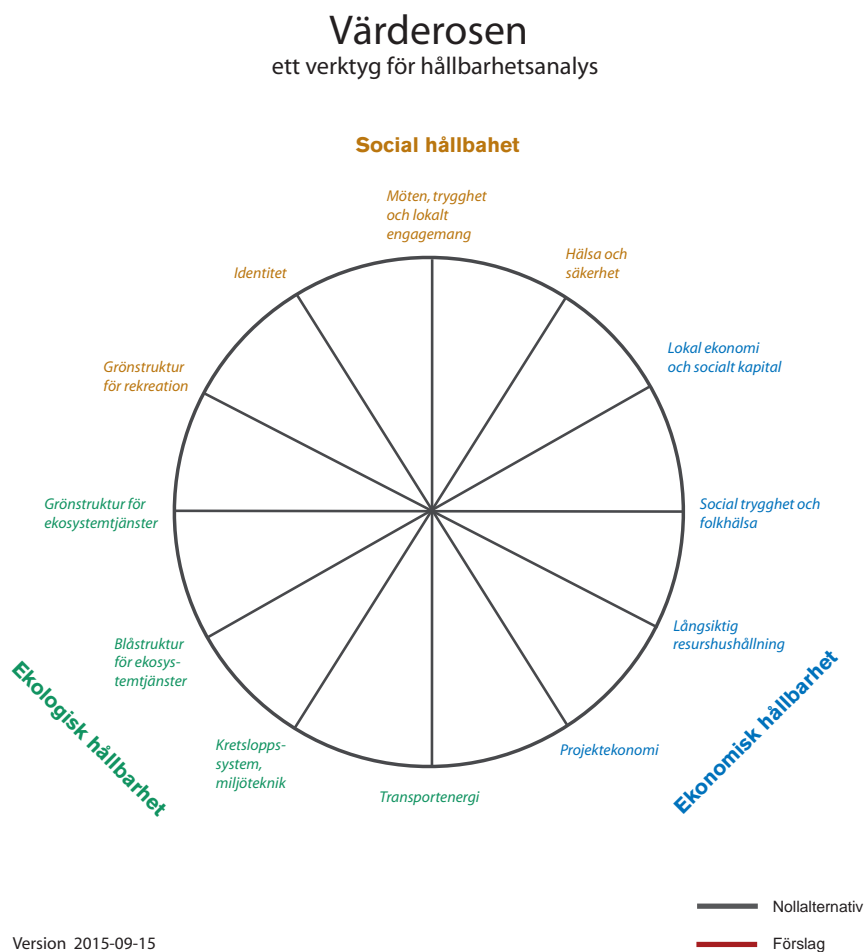 Värderosen
ett verktyg för hållbarhetsanalys
Social hållbahet
Möten, trygghet
och lokalt
engagemang
Hälsa och
säkerhet
Identitet
Lokal ekonomi
och socialt kapital
Grönstruktur
för rekreation
Social trygghet och
folkhälsa
Grönstruktur för
ekosystemtjänster
Långsiktig
resurshushållning
Blåstruktur
för ekosys-
temtjänster
Ekologisk hållbarhet
Ekonomisk hållbarhet
Kretslopps-
system,
miljöteknik
Projektekonomi
Transportenergi
Nollalternativ
Förslag
Version 2015-09-15